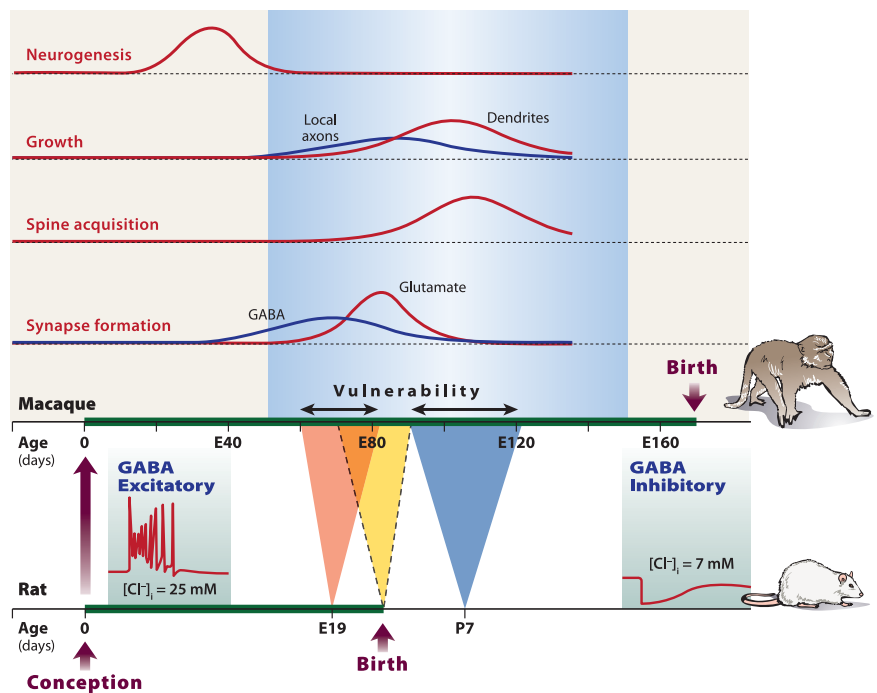 Neurogenesis
Growth
Local
axons
Dendrites
Spine acquisition
Synapse formation
GABA
Glutamate
Vulnerability
Birth
Macaque
Age
(days)
0
E40
E80
E120
E160
GABA
Excitatory
[Cl⁻]ᵢ = 25 mM
GABA
Inhibitory
[Cl⁻]ᵢ = 7 mM
Rat
Age
(days)
0
E19
P7
Birth
Conception